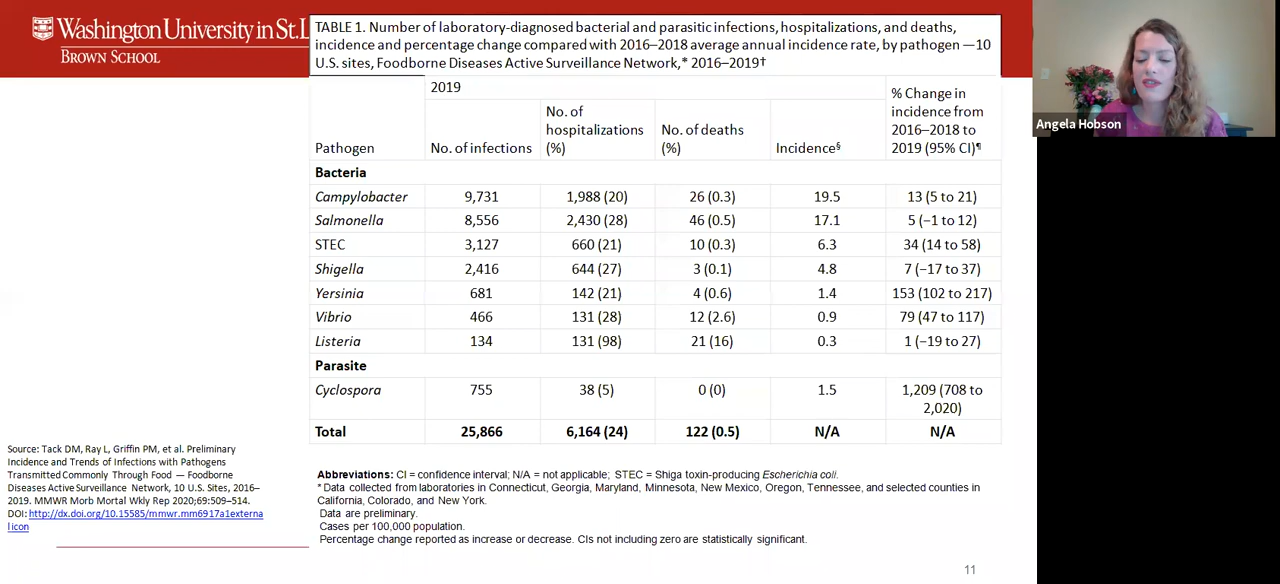 Washington University in St.L
BROWN SCHOOL
TABLE 1. Number of laboratory-diagnosed bacterial and parasitic infections, hospitalizations, and deaths,
incidence and percentage change compared with 2016–2018 average annual incidence rate, by pathogen —10
U.S. sites, Foodborne Diseases Active Surveillance Network,* 2016–2019†
Angela Hobson
2019
Pathogen No. of infections No. of hospitalizations (%) No. of deaths (%) Incidence§ % Change in incidence from 2016–2018 to 2019 (95% CI)¶
Bacteria
Campylobacter 9,731 1,988 (20) 26 (0.3) 19.5 13 (5 to 21)
Salmonella 8,556 2,430 (28) 46 (0.5) 17.1 5 (−1 to 12)
STEC 3,127 660 (21) 10 (0.3) 6.3 34 (14 to 58)
Shigella 2,416 644 (27) 3 (0.1) 4.8 7 (−17 to 37)
Yersinia 681 142 (21) 4 (0.6) 1.4 153 (102 to 217)
Vibrio 466 131 (28) 12 (2.6) 0.9 79 (47 to 117)
Listeria 134 131 (98) 21 (16) 0.3 1 (−19 to 27)
Parasite
Cyclospora 755 38 (5) 0 (0) 1.5 1,209 (708 to 2,020)
Total 25,866 6,164 (24) 122 (0.5) N/A N/A
Source: Tack DM, Ray L, Griffin PM, et al. Preliminary
Incidence and Trends of Infections with Pathogens
Transmitted Commonly Through Food — Foodborne
Diseases Active Surveillance Network, 10 U.S. Sites, 2016–
2019. MMWR Morb Mortal Wkly Rep 2020;69:509–514.
DOI: http://dx.doi.org/10.15585/mmwr.mm6917a1externa
l icon
Abbreviations: CI = confidence interval; N/A = not applicable; STEC = Shiga toxin-producing Escherichia coli.
* Data collected from laboratories in Connecticut, Georgia, Maryland, Minnesota, New Mexico, Oregon, Tennessee, and selected counties in
California, Colorado, and New York.
Data are preliminary.
Cases per 100,000 population.
Percentage change reported as increase or decrease. CIs not including zero are statistically significant.
11